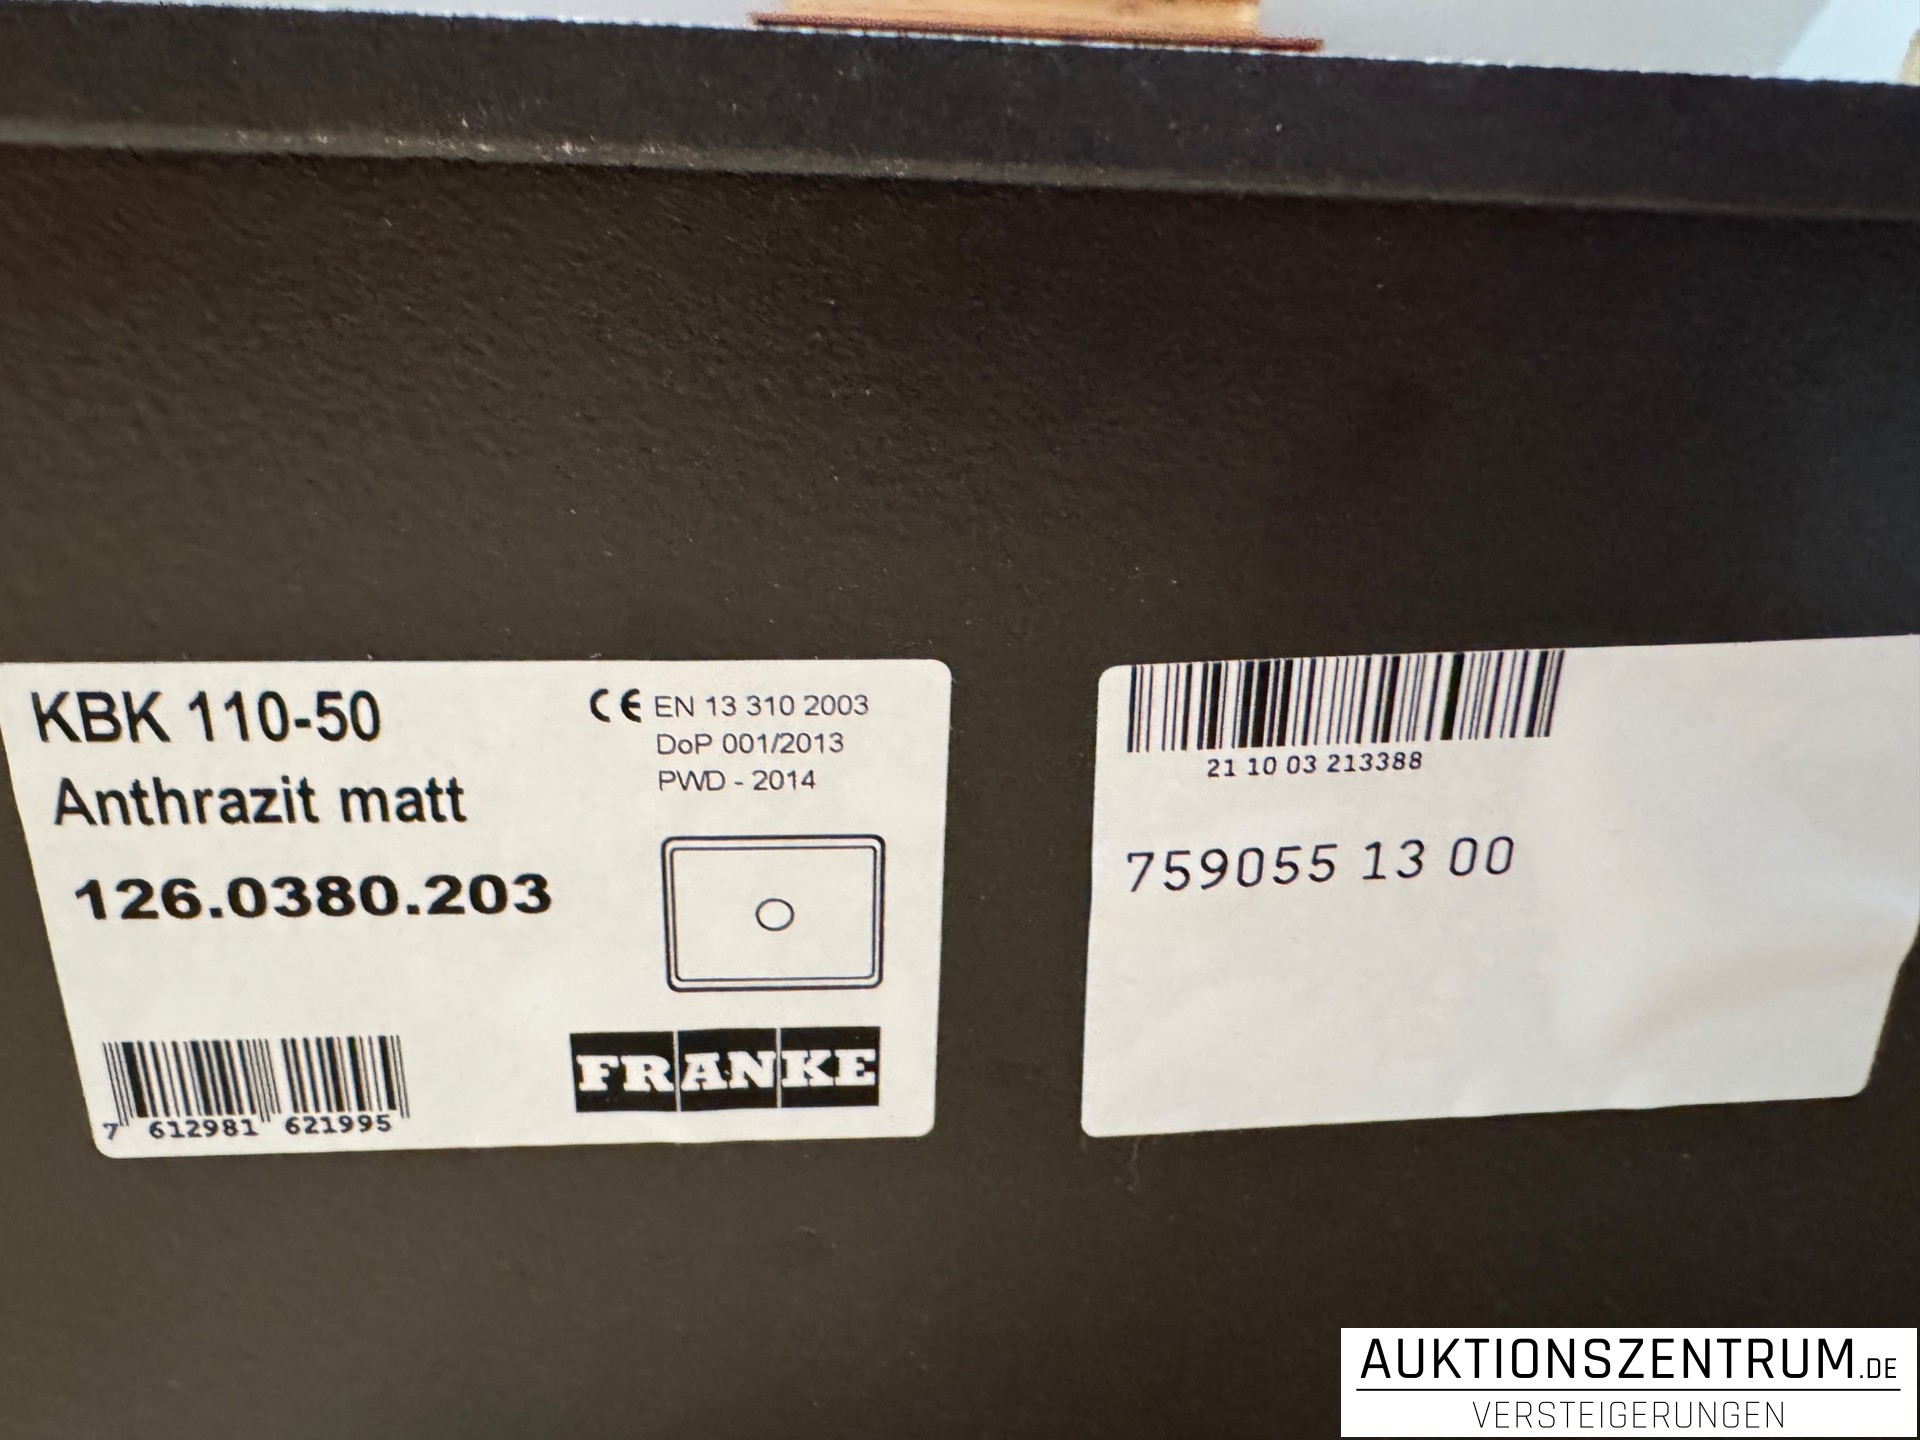 KBK 110-50
Anthrazit matt
126.0380.203
CE EN 13 310 2003
DoP 001/2013
PWD - 2014
7 612981 621995
FRANKE
21 10 03 213388
759055 13 00
AUKTIONSZENTRUM.DE
VERSTEIGERUNGEN